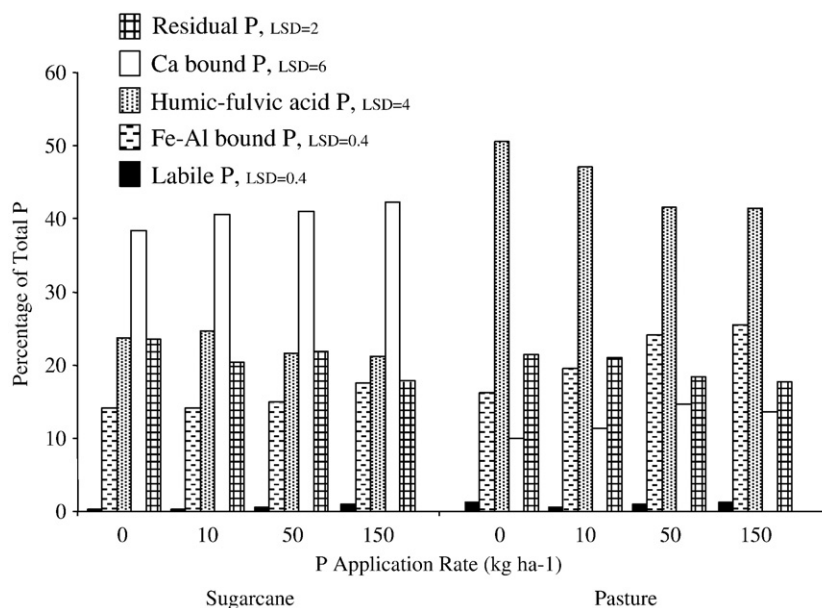 Residual P, LSD=2
Ca bound P, LSD=6
Humic-fulvic acid P, LSD=4
Fe-Al bound P, LSD=0.4
Labile P, LSD=0.4
60
50
40
30
20
10
0
Percentage of Total P
0 10 50 150 0 10 50 150
P Application Rate (kg ha-1)
Sugarcane Pasture